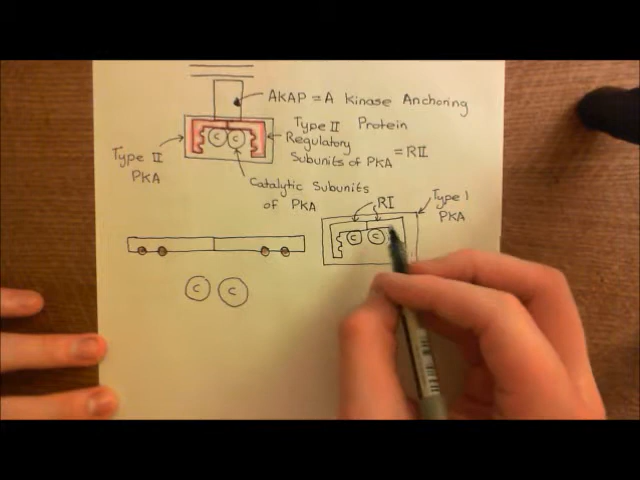 AKAP = A Kinase Anchoring
Protein
Type II
Regulatory
Subunits of PKA = RII
Type II
PKA
C C
Catalytic Subunits
of PKA
RI
Type 1
PKA
C C
C C